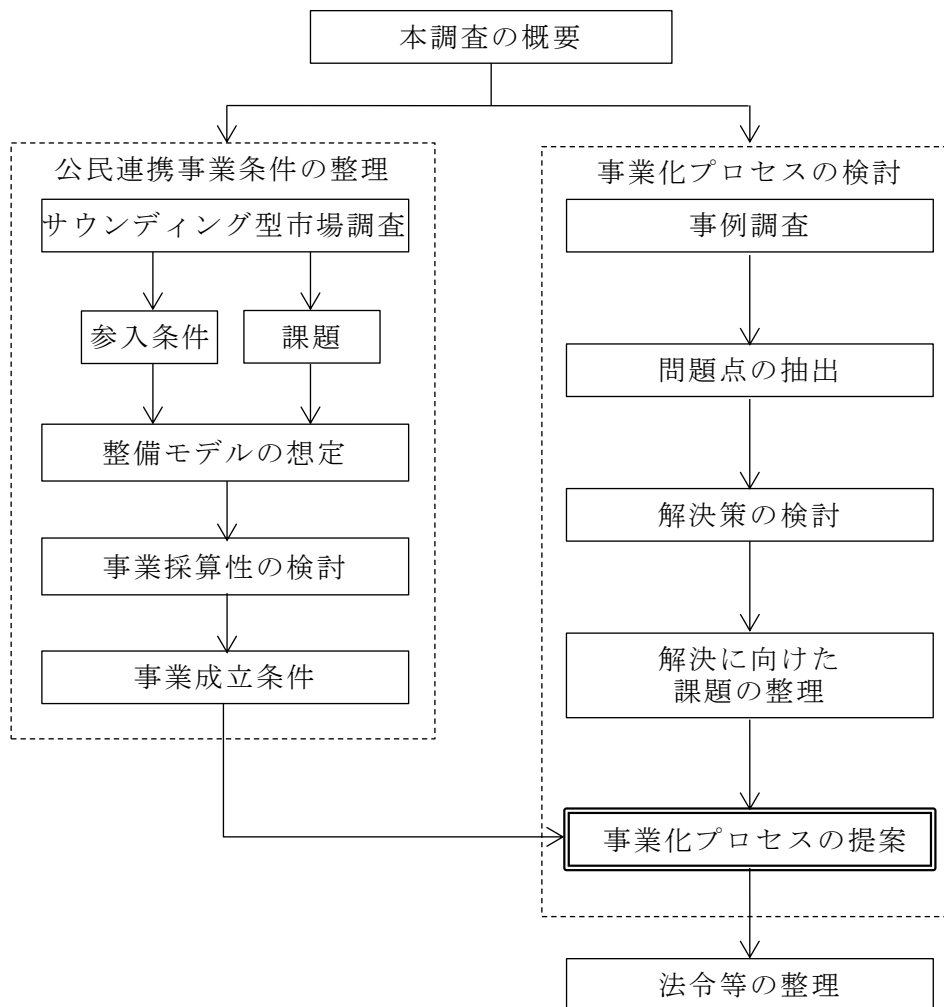 本調査の概要
公民連携事業条件の整理
サウンディング型市場調査
参入条件
課題
整備モデルの想定
事業採算性の検討
事業成立条件
事業化プロセスの検討
事例調査
問題点の抽出
解決策の検討
解決に向けた
課題の整理
事業化プロセスの提案
法令等の整理